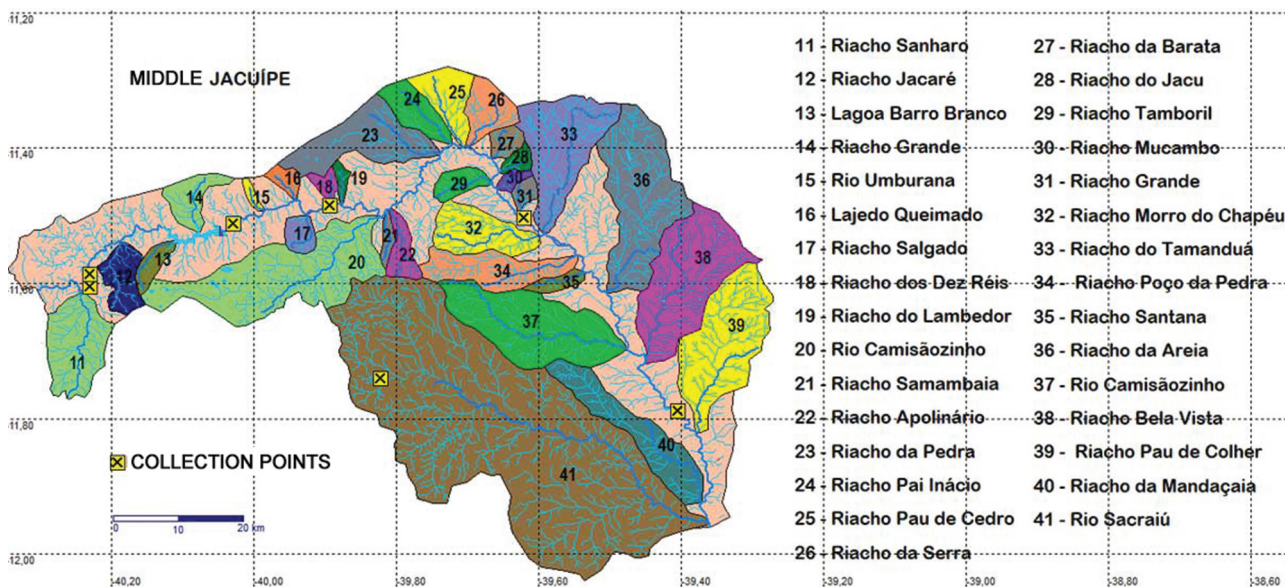 11,20
MIDDLE JACUÍPE
11,40
11,60
11,80
12,00
11
12
13
14
15
16
17
18
19
20
21
22
23
24
25
26
27
28
29
30
31
32
33
34
35
36
37
38
39
40
41
COLLECTION POINTS
0 10 20 km
40,20 40,00 39,80 39,60 39,40 39,20 39,00 38,80 38,60
11 - Riacho Sanharo
12 - Riacho Jacaré
13 - Lagoa Barro Branco
14 - Riacho Grande
15 - Rio Umburana
16 - Lajedo Queimado
17 - Riacho Salgado
18 - Riacho dos Dez Réis
19 - Riacho do Lambedor
20 - Rio Camisãozinho
21 - Riacho Samambaia
22 - Riacho Apolinário
23 - Riacho da Pedra
24 - Riacho Pai Inácio
25 - Riacho Pau de Cedro
26 - Riacho da Serra
27 - Riacho da Barata
28 - Riacho do Jacu
29 - Riacho Tamboril
30 - Riacho Mucambo
31 - Riacho Grande
32 - Riacho Morro do Chapéu
33 - Riacho do Tamanduá
34 - Riacho Poço da Pedra
35 - Riacho Santana
36 - Riacho da Areia
37 - Rio Camisãozinho
38 - Riacho Bela Vista
39 - Riacho Pau de Colher
40 - Riacho da Mandaçaia
41 - Rio Sacraiú